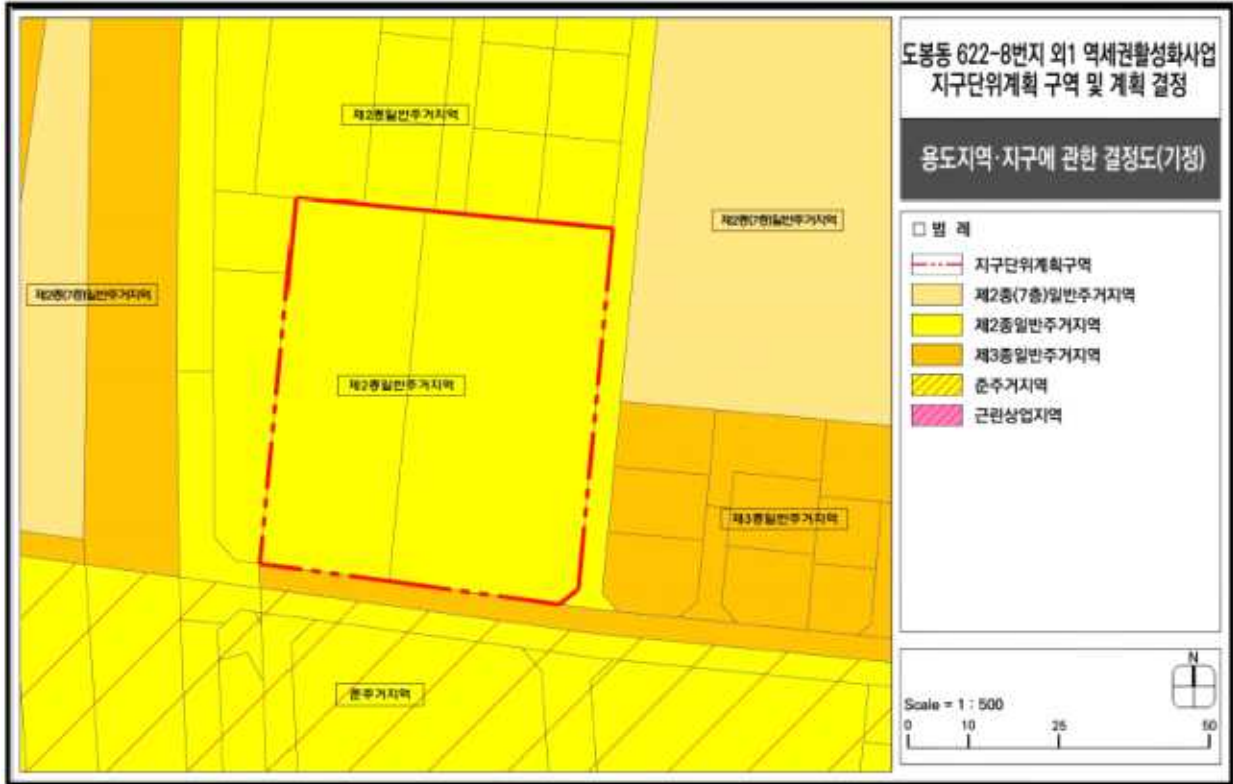 도봉동 622-8번지 외1 역세권활성화사업
지구단위계획 구역 및 계획 결정
용도지역·지구에 관한 결정도(기정)
□ 범 례
지구단위계획구역
제2종(7층)일반주거지역
제2종일반주거지역
제3종일반주거지역
준주거지역
근린상업지역
제2종일반주거지역
제2종(7층)일반주거지역
제2종(7층)일반주거지역
제2종일반주거지역
제3종일반주거지역
준주거지역
N
Scale = 1 : 500
0 10 25 50